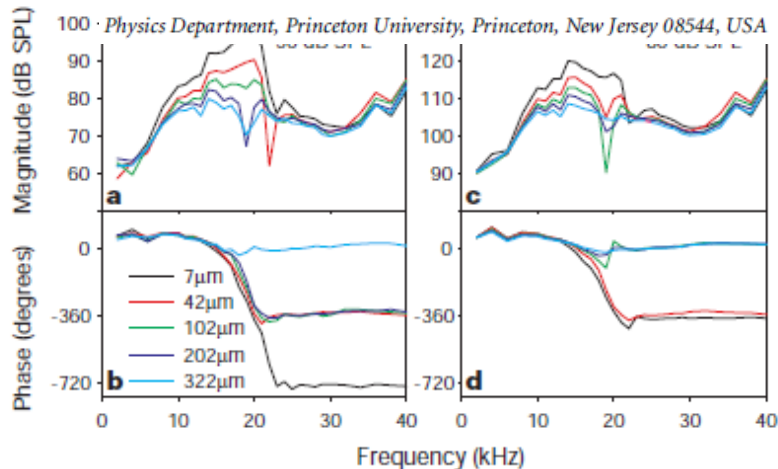 Physics Department, Princeton University, Princeton, New Jersey 08544, USA
Magnitude (dB SPL)
100
90
80
70
60
a
120
110
100
90
c
Phase (degrees)
0
-360
-720
7μm
42μm
102μm
202μm
322μm
b
0
-360
-720
d
0 10 20 30 40 0 10 20 30 40
Frequency (kHz)